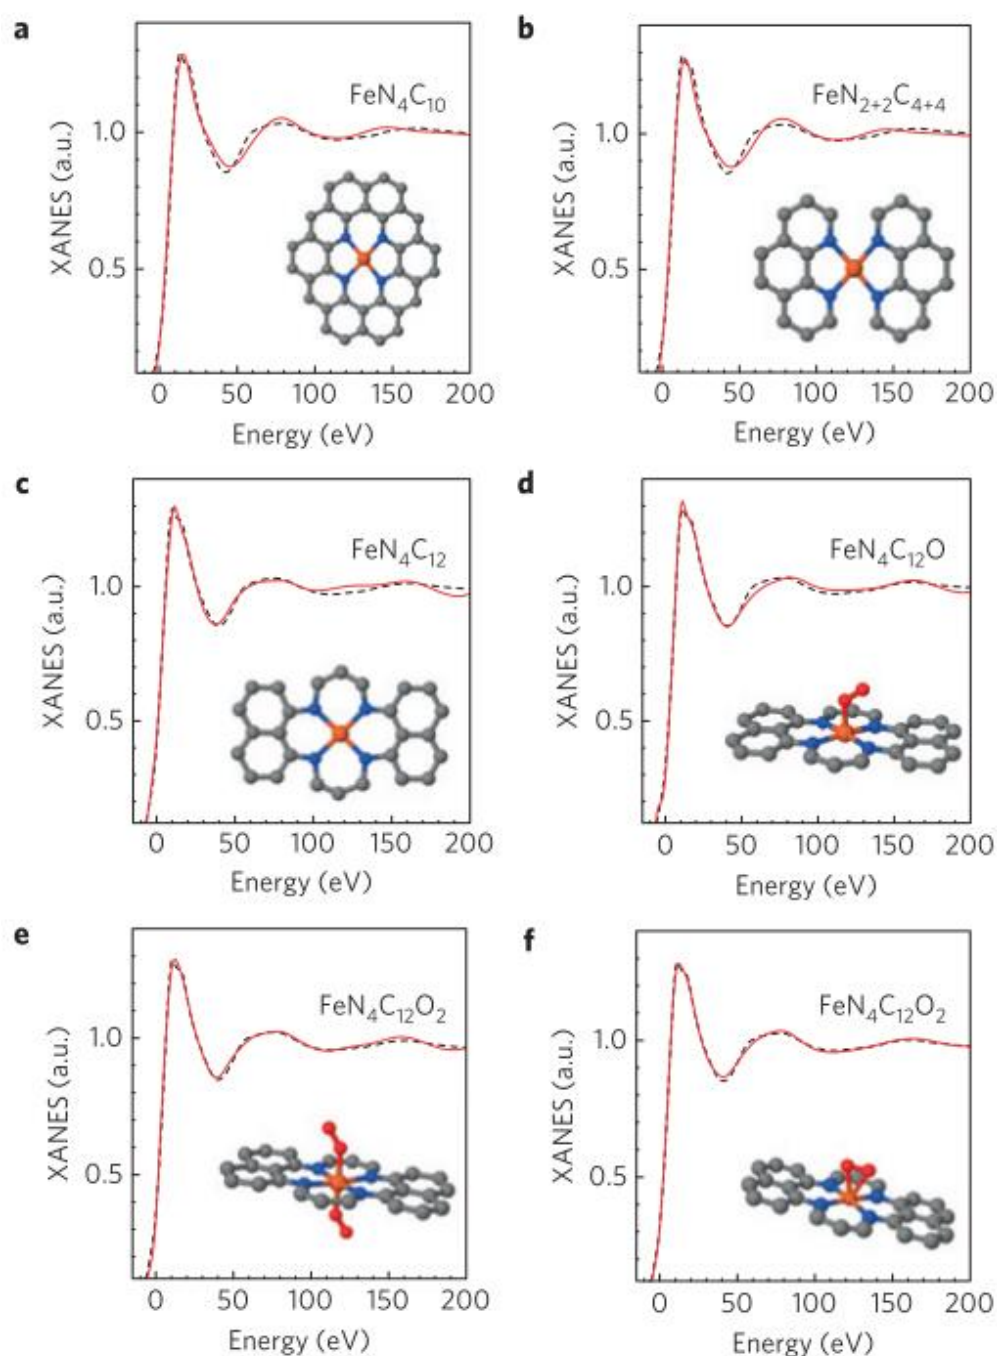 a
FeN₄C₁₀
XANES (a.u.)
1.0
0.5
0 50 100 150 200
Energy (eV)
b
FeN₂₊₂C₄₊₄
XANES (a.u.)
1.0
0.5
0 50 100 150 200
Energy (eV)
c
FeN₄C₁₂
XANES (a.u.)
1.0
0.5
0 50 100 150 200
Energy (eV)
d
FeN₄C₁₂O
XANES (a.u.)
1.0
0.5
0 50 100 150 200
Energy (eV)
e
FeN₄C₁₂O₂
XANES (a.u.)
1.0
0.5
0 50 100 150 200
Energy (eV)
f
FeN₄C₁₂O₂
XANES (a.u.)
1.0
0.5
0 50 100 150 200
Energy (eV)